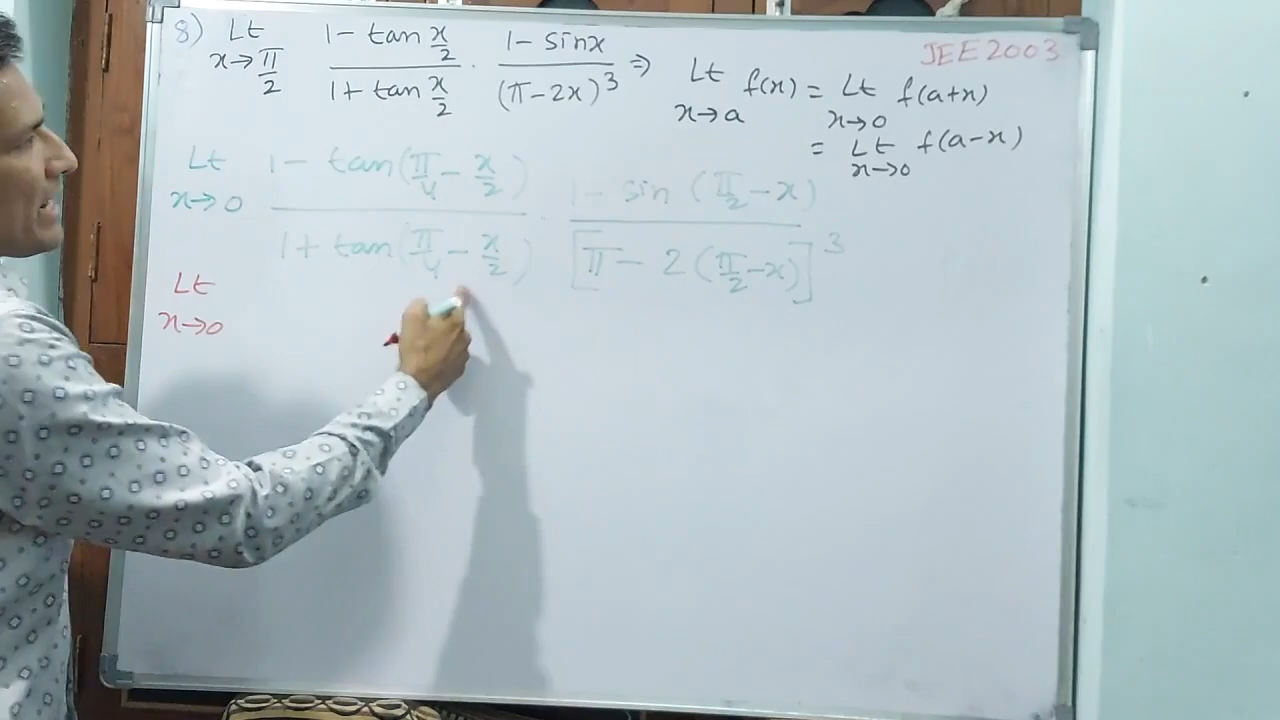 8) Lt x→π/2 (1 - tan x/2)/(1 + tan x/2) · (1 - sinx)/(π-2x)³ ⇒ Lt x→a f(x) = Lt x→0 f(a+x)
JEE 2003
= Lt x→0 f(a-x)
Lt x→0 (1 - tan(π/4 - x/2))/(1 + tan(π/4 - x/2)) · (1 - sin (π/2 - x))/[π - 2(π/2 - x)]³
Lt x→0